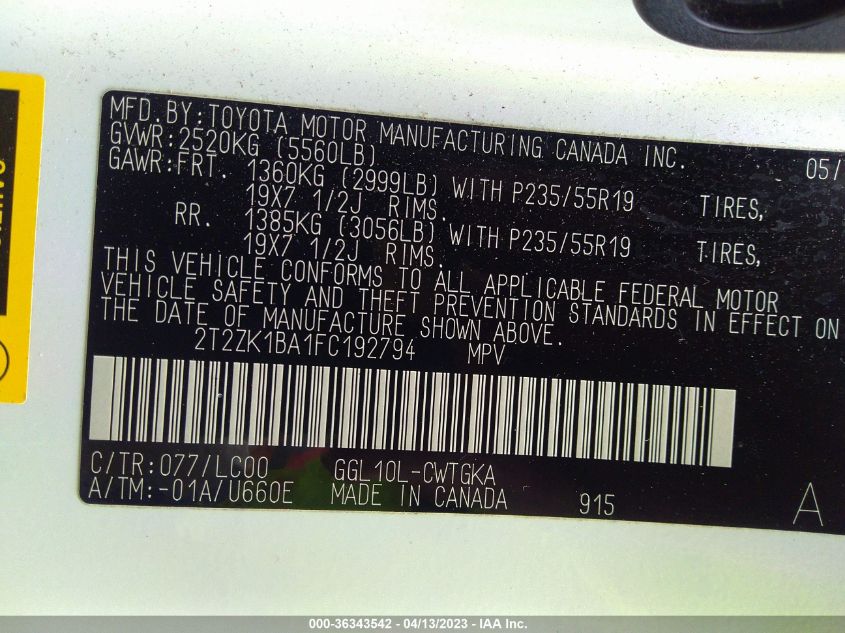 MFD.BY:TOYOTA MOTOR MANUFACTURING CANADA INC. 05/
GVWR:2520KG (5560LB)
GAWR:FRT. 1360KG (2999LB) WITH P235/55R19 TIRES,
19X7 1/2J RIMS.
RR. 1385KG (3056LB) WITH P235/55R19 TIRES,
19X7 1/2J RIMS.
THIS VEHICLE CONFORMS TO ALL APPLICABLE FEDERAL MOTOR
VEHICLE SAFETY AND THEFT PREVENTION STANDARDS IN EFFECT ON
THE DATE OF MANUFACTURE SHOWN ABOVE.
2T2ZK1BA1FC192794 MPV
C/TR:077/LC00 GGL10L-CWTGKA
A/TM:-01A/U660E MADE IN CANADA 915 A
000-36343542 - 04/13/2023 - IAA Inc.